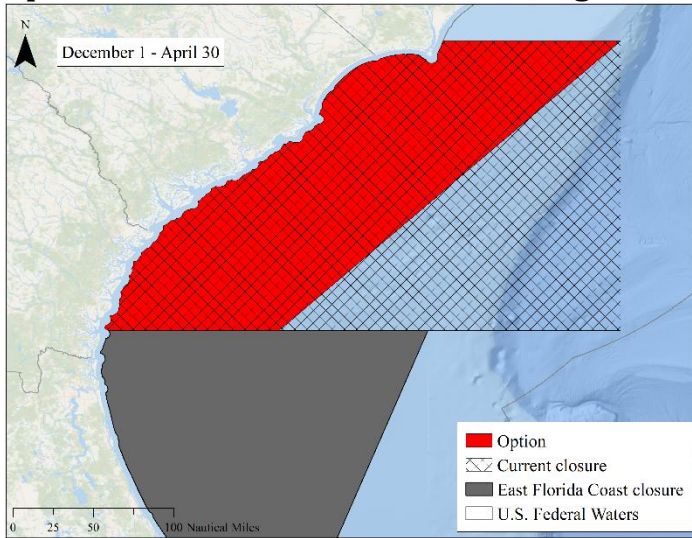 N
December 1 - April 30
Option
Current closure
East Florida Coast closure
U.S. Federal Waters
0 25 50 100 Nautical Miles